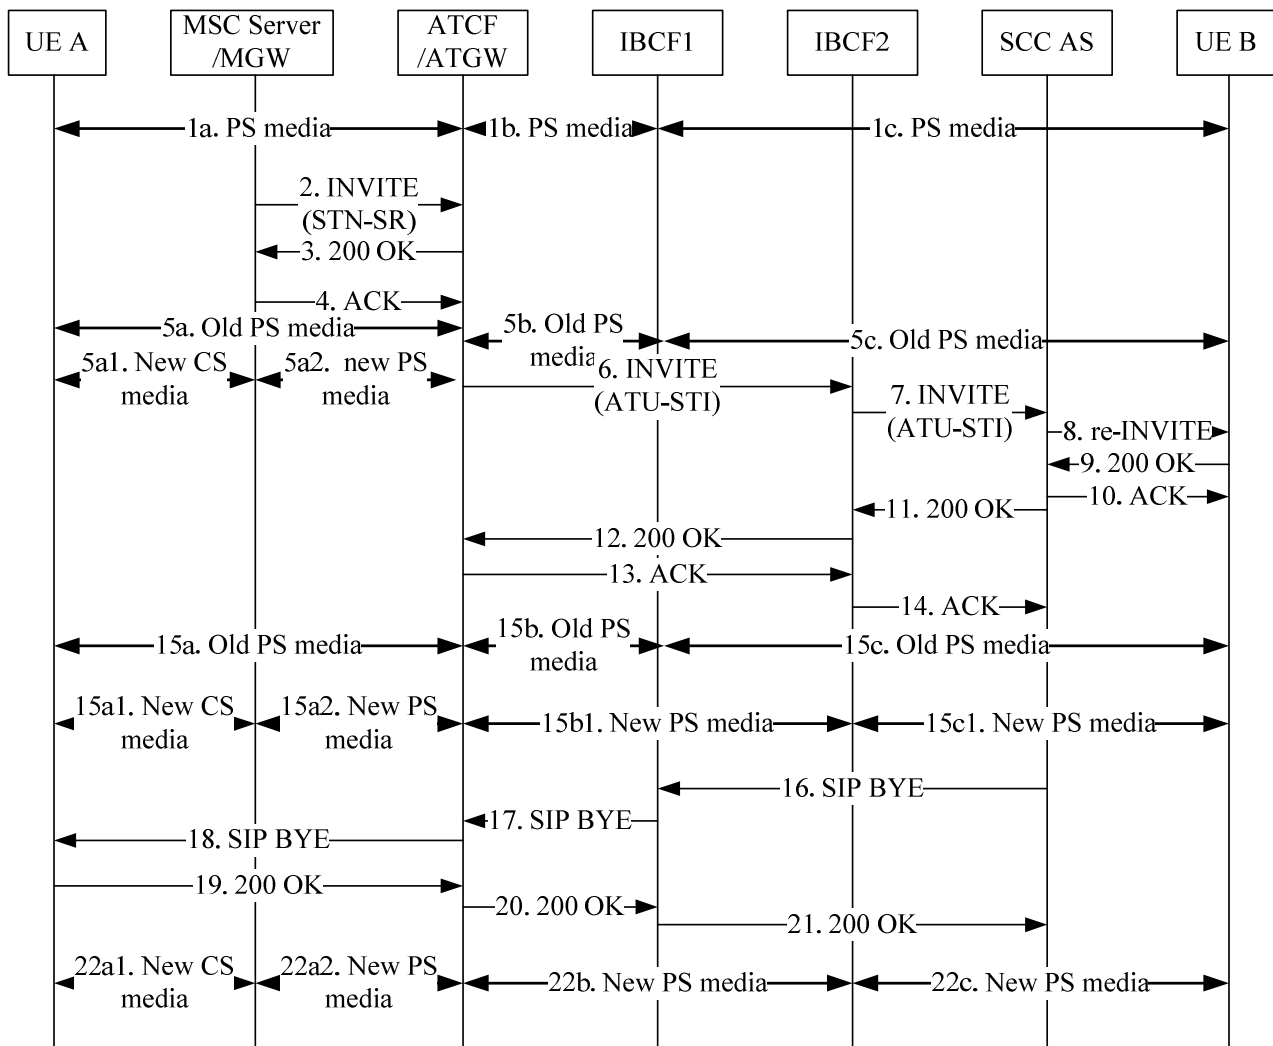 UE A
MSC Server
/MGW
ATCF
/ATGW
IBCF1
IBCF2
SCC AS
UE B
1a. PS media
1b. PS media
1c. PS media
2. INVITE
(STN-SR)
3. 200 OK
4. ACK
5a. Old PS media
5b. Old PS
media
5c. Old PS media
5a1. New CS
media
5a2. new PS
media
6. INVITE
(ATU-STI)
7. INVITE
(ATU-STI)
8. re-INVITE
9. 200 OK
10. ACK
11. 200 OK
12. 200 OK
13. ACK
14. ACK
15a. Old PS media
15b. Old PS
media
15c. Old PS media
15a1. New CS
media
15a2. New PS
media
15b1. New PS media
15c1. New PS media
16. SIP BYE
17. SIP BYE
18. SIP BYE
19. 200 OK
20. 200 OK
21. 200 OK
22a1. New CS
media
22a2. New PS
media
22b. New PS media
22c. New PS media